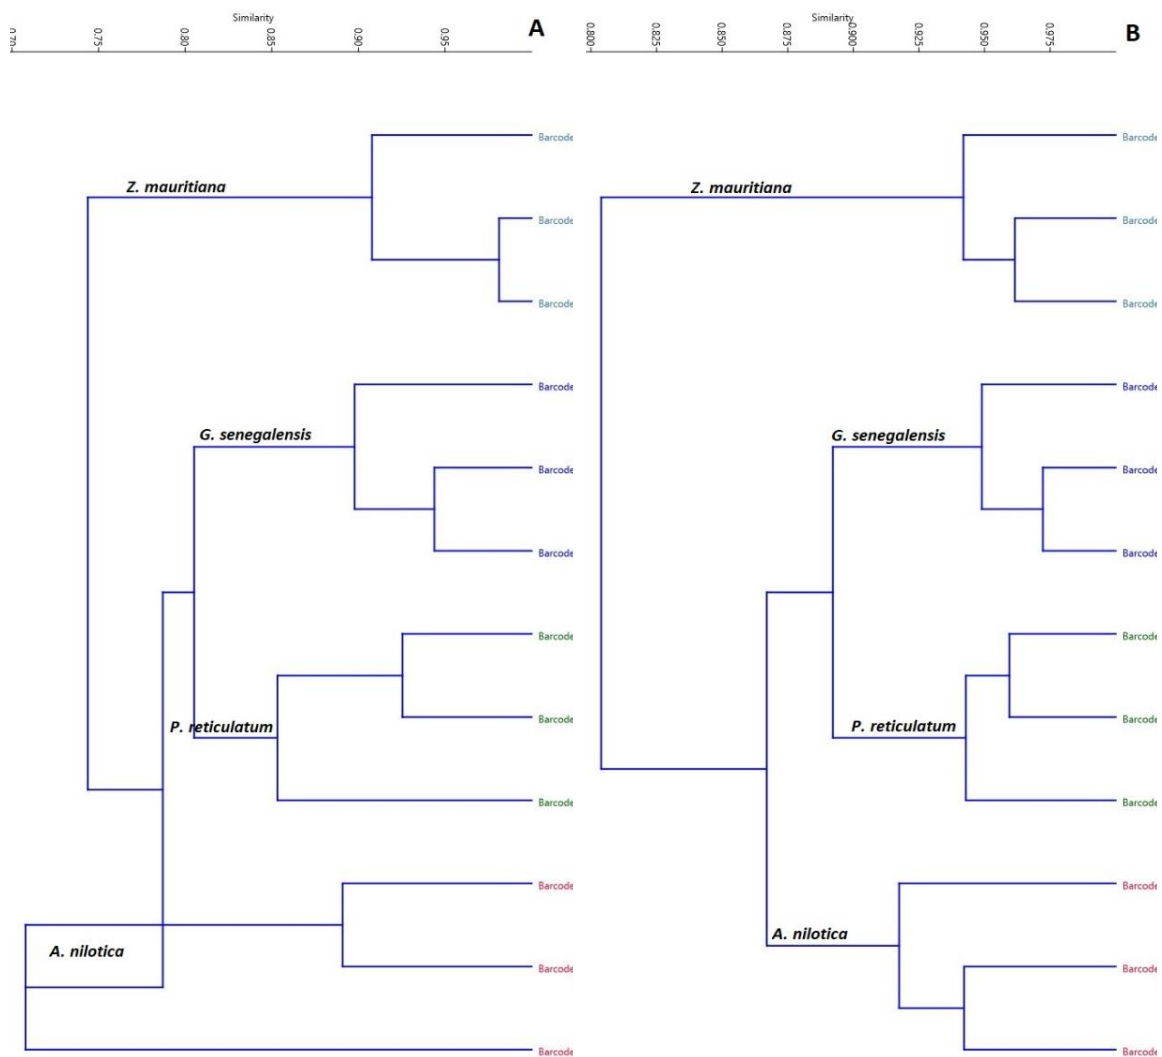 Similarity
A
0.70
0.75
0.80
0.85
0.90
0.95
Barcode
Z. mauritiana
Barcode
Barcode
Barcode
G. senegalensis
Barcode
Barcode
Barcode
P. reticulatum
Barcode
Barcode
Barcode
A. nilotica
Barcode
Barcode
Similarity
B
0.800
0.825
0.850
0.875
0.900
0.925
0.950
0.975
Barcode
Z. mauritiana
Barcode
Barcode
Barcode
G. senegalensis
Barcode
Barcode
Barcode
P. reticulatum
Barcode
Barcode
Barcode
A. nilotica
Barcode
Barcode